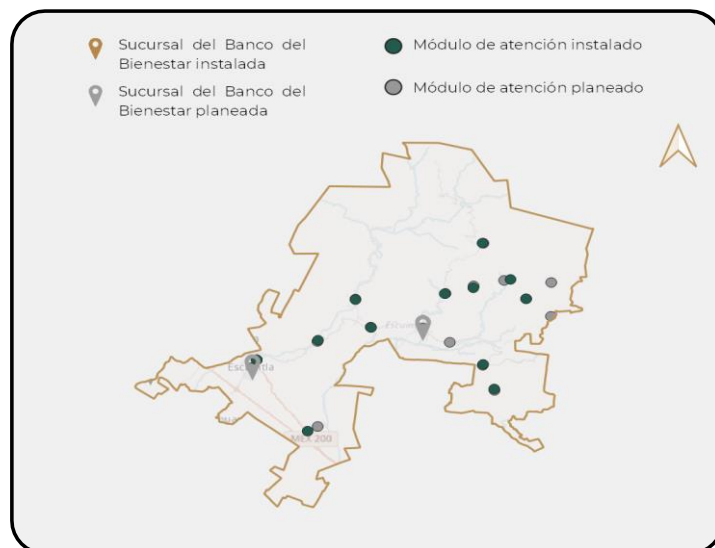 Sucursal del Banco del
Bienestar instalada
Sucursal del Banco del
Bienestar planeada
Módulo de atención instalado
Módulo de atención planeado
MEX 200